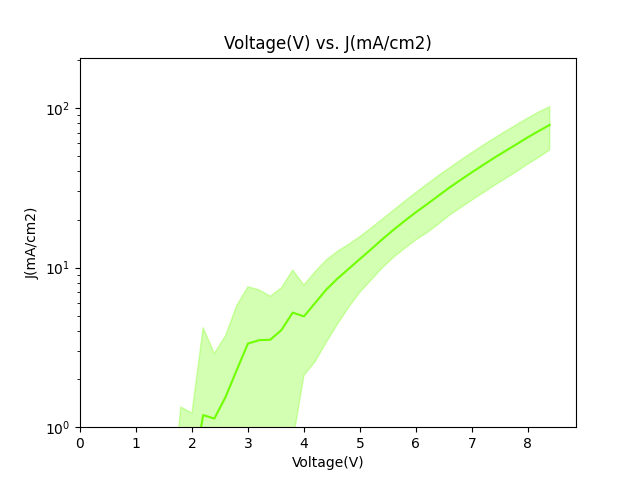 Voltage(V) vs. J(mA/cm2)
10²
10¹
10⁰
J(mA/cm2)
0 1 2 3 4 5 6 7 8
Voltage(V)